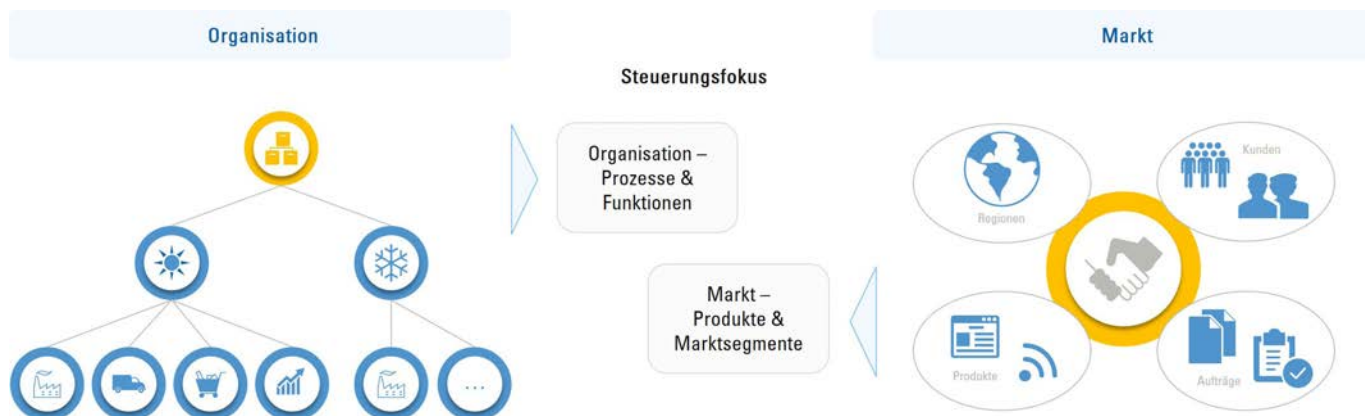 Organisation
Steuerungsfokus
Markt
Organisation –
Prozesse &
Funktionen
Markt –
Produkte &
Marktsegmente
Regionen
Kunden
Produkte
Aufträge
...